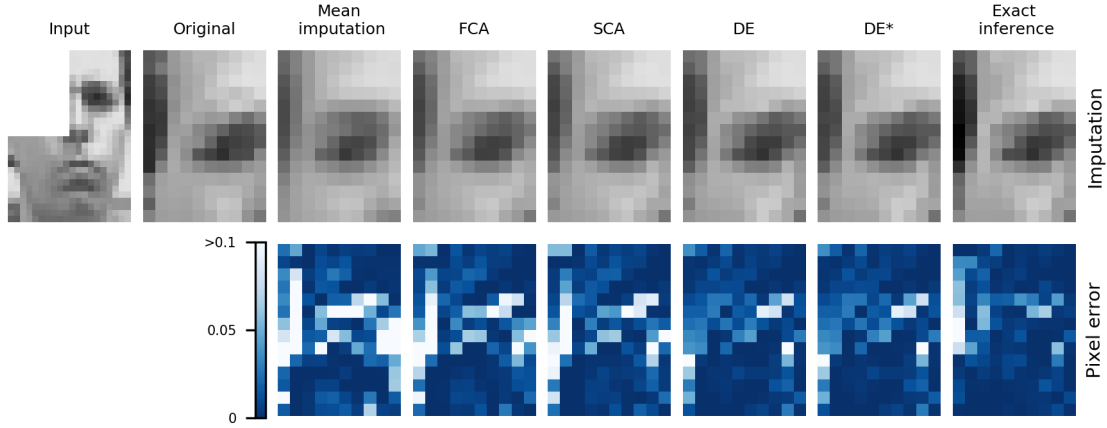 Input
Original
Mean
imputation
FCA
SCA
DE
DE*
Exact
inference
Imputation
>0.1
0.05
0
Pixel error